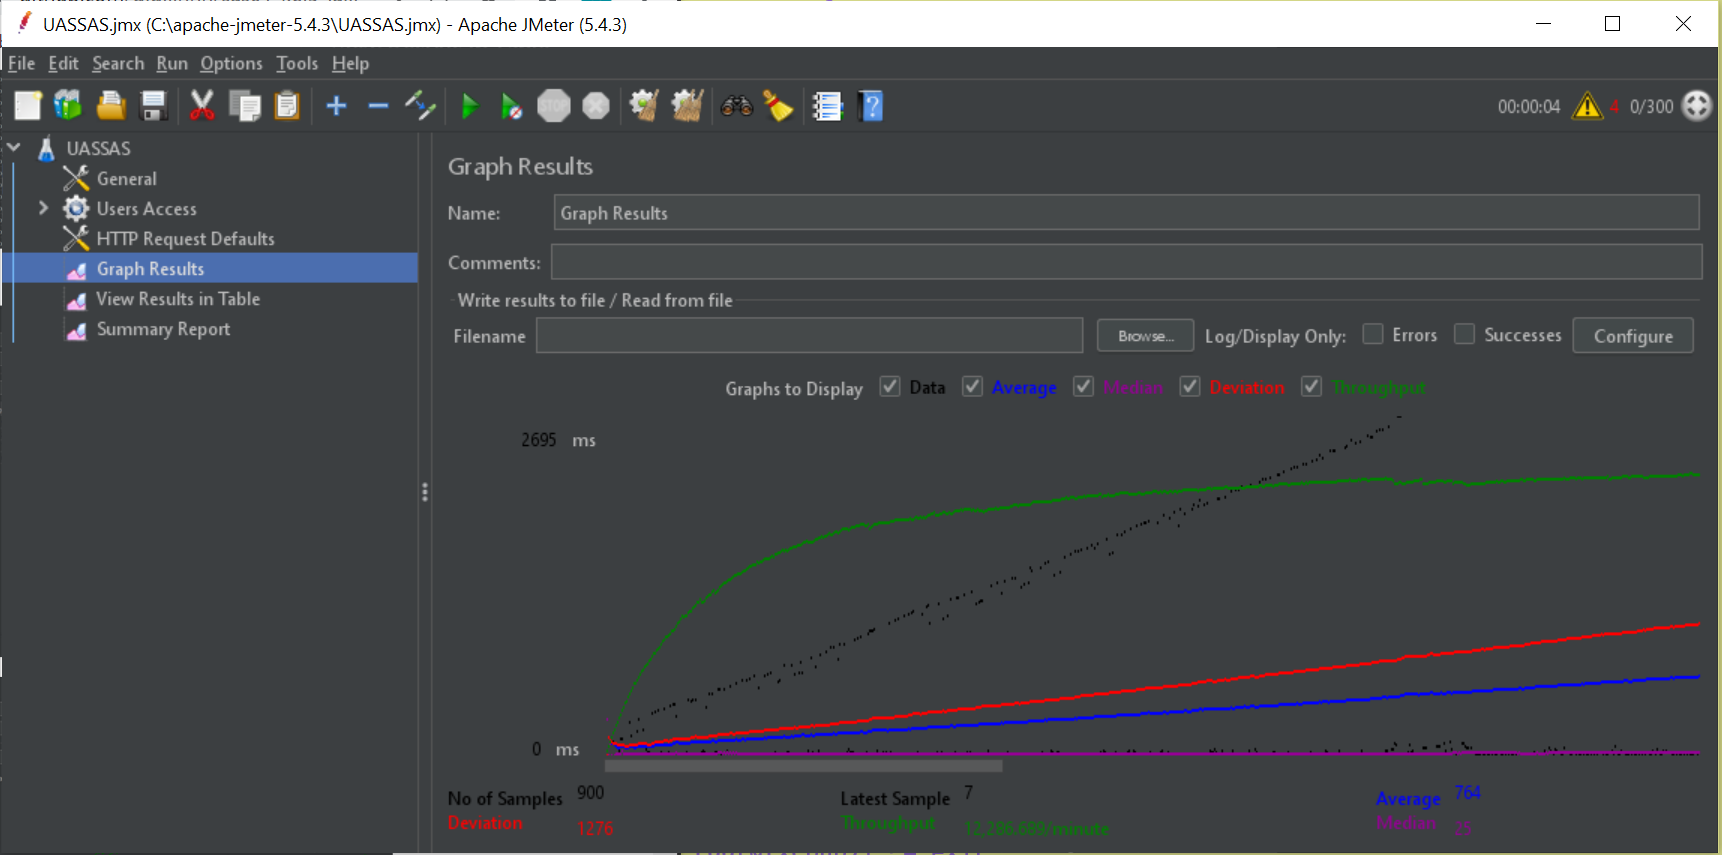 UASSAS.jmx (C:\apache-jmeter-5.4.3\UASSAS.jmx) - Apache JMeter (5.4.3)
File Edit Search Run Options Tools Help
STOP 00:00:04 4 0/300
UASSAS
General
Users Access
HTTP Request Defaults
Graph Results
View Results in Table
Summary Report
Graph Results
Name: Graph Results
Comments:
Write results to file / Read from file
Filename Browse... Log/Display Only: Errors Successes Configure
Graphs to Display Data Average Median Deviation Throughput
2695 ms
0 ms
No of Samples 900 Latest Sample 7 Average 764
Deviation 1276 Throughput 12,286.689/minute Median 25